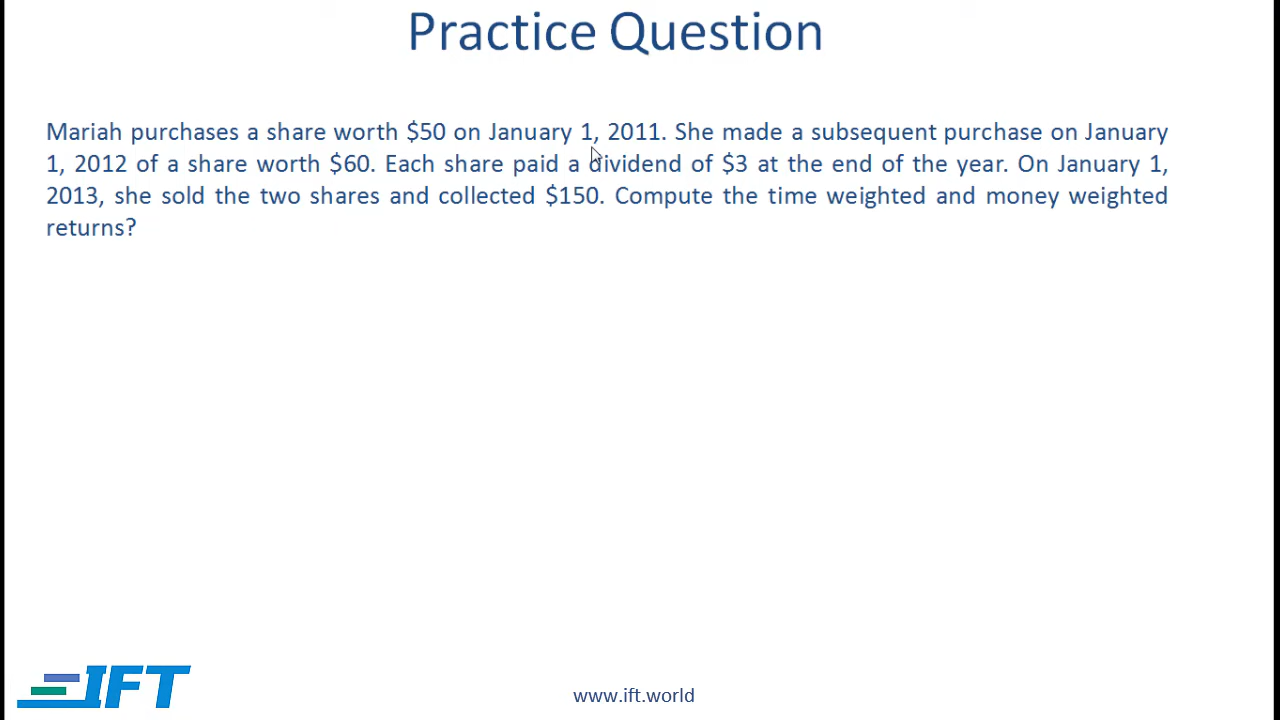 Practice Question
Mariah purchases a share worth $50 on January 1, 2011. She made a subsequent purchase on January
1, 2012 of a share worth $60. Each share paid a dividend of $3 at the end of the year. On January 1,
2013, she sold the two shares and collected $150. Compute the time weighted and money weighted
returns?
IFT
www.ift.world